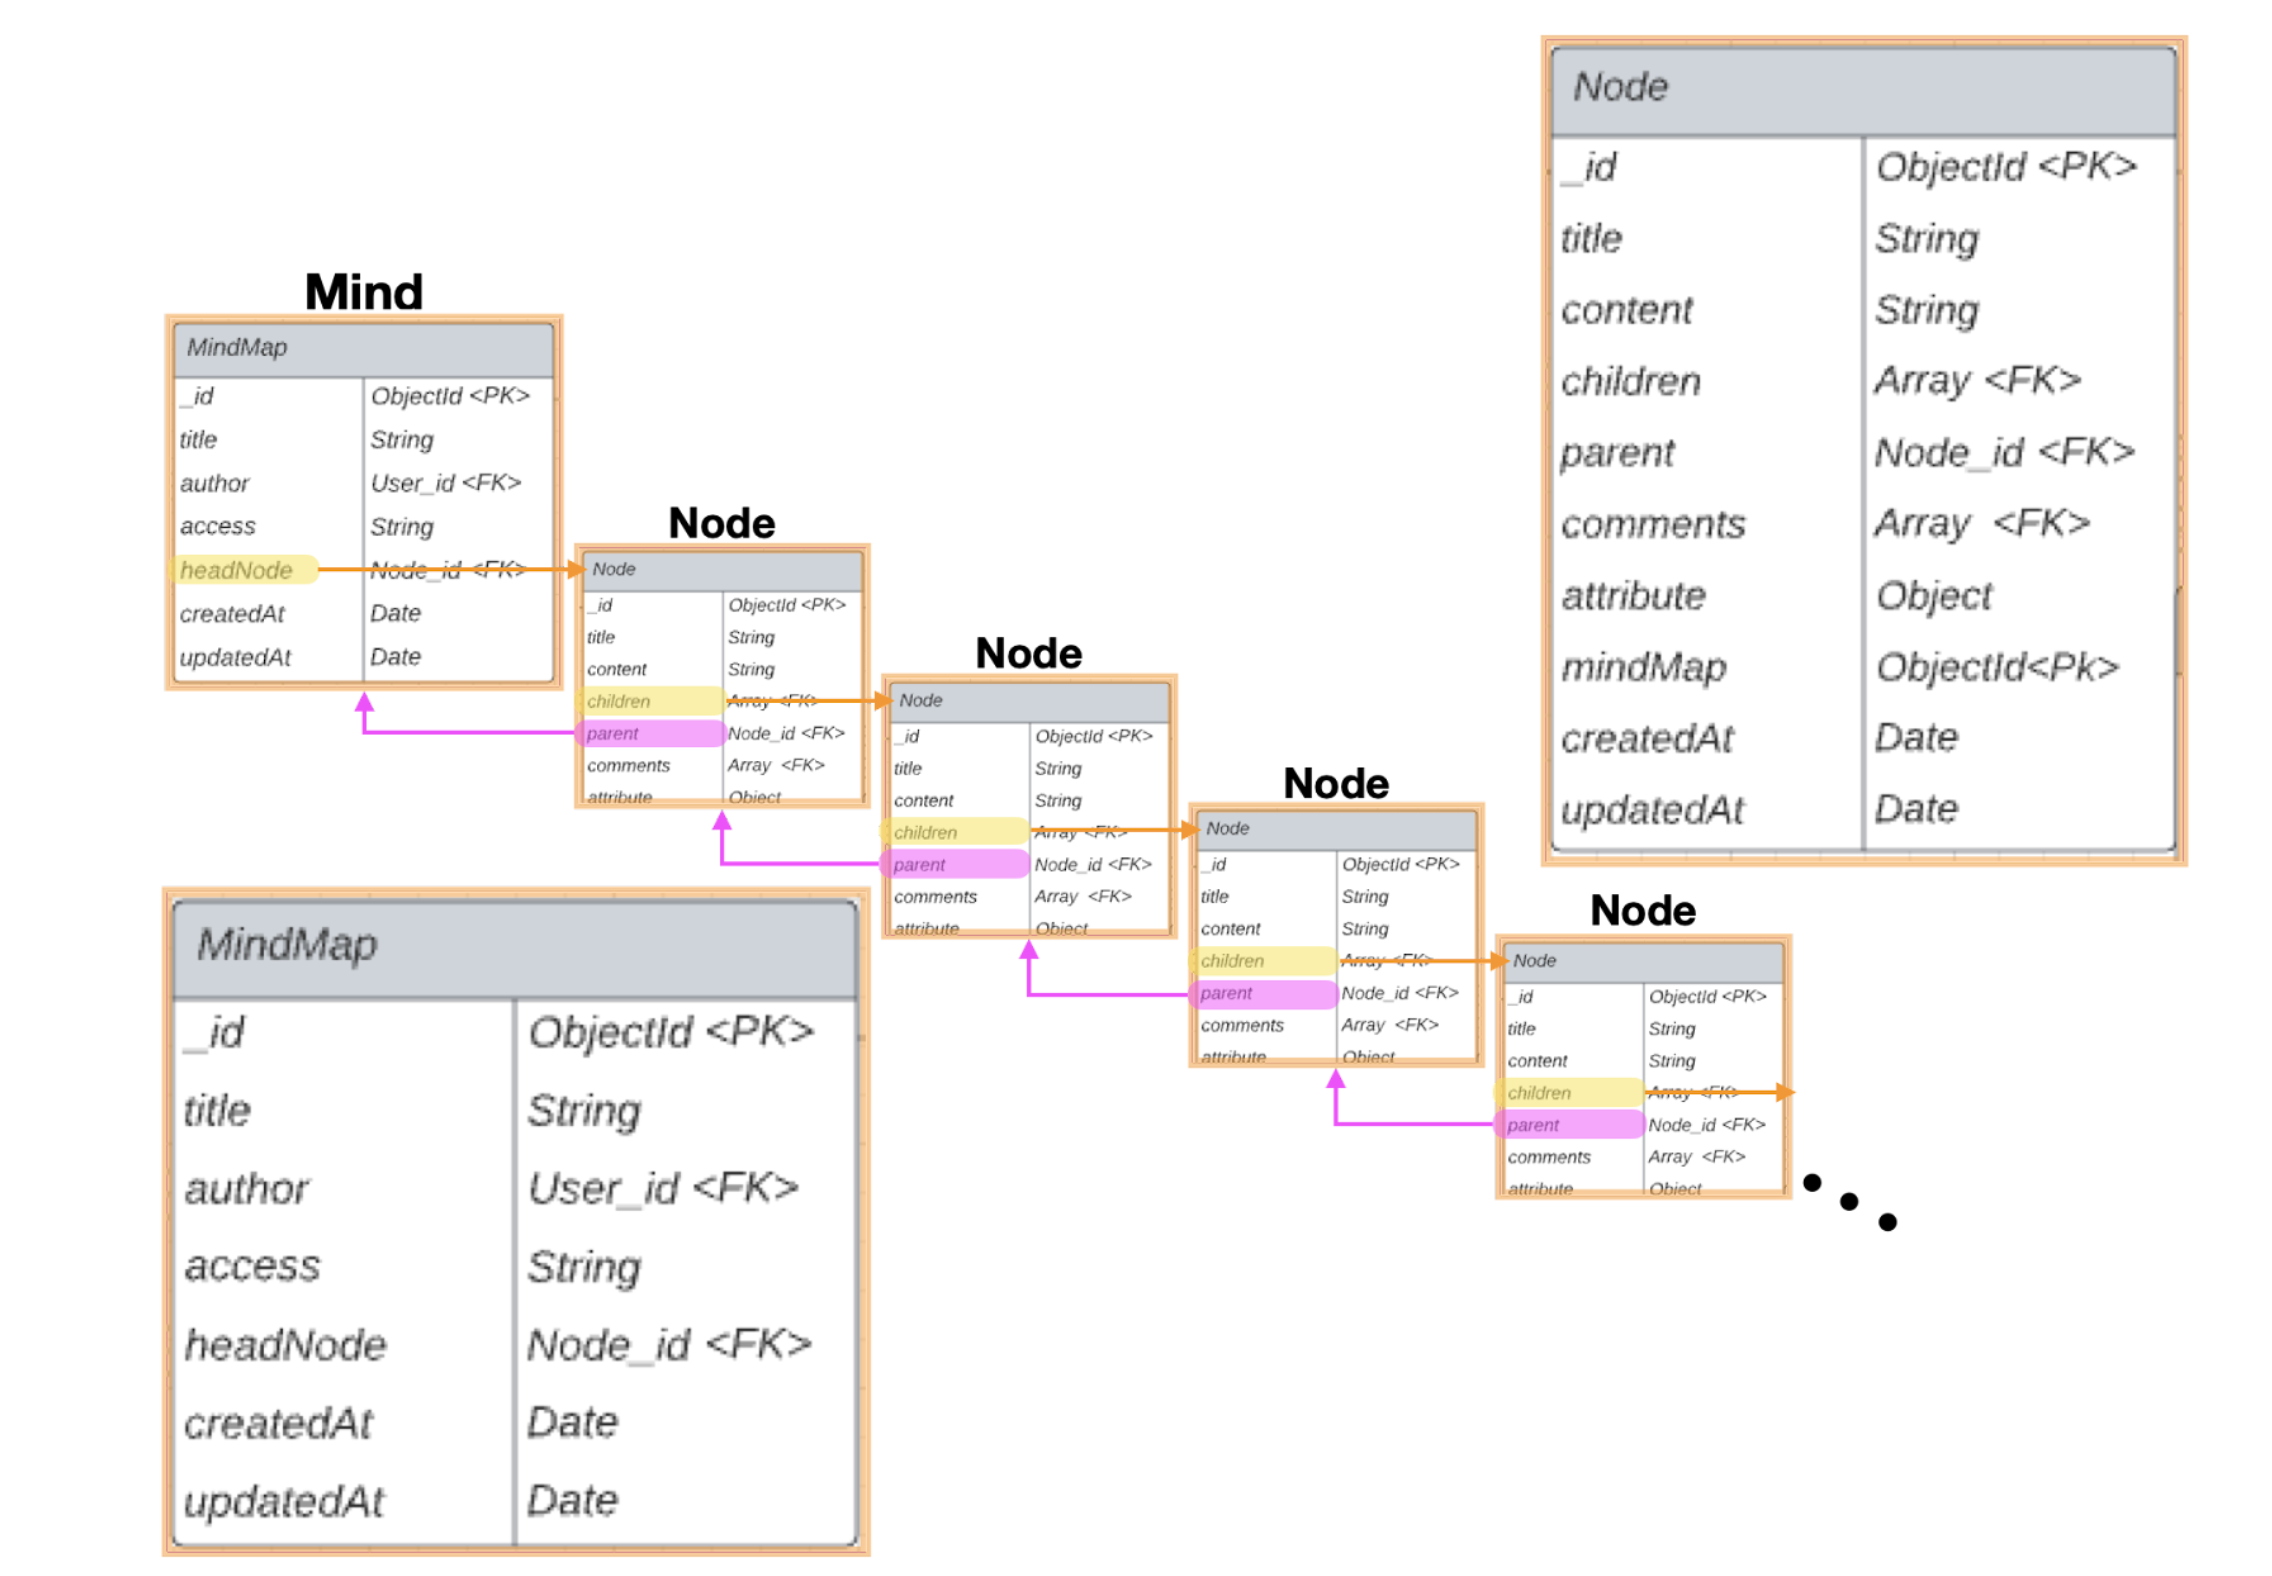 Mind
MindMap
_id ObjectId <PK>
title String
author User_id <FK>
access String
headNode Node_id <FK>
createdAt Date
updatedAt Date
Node
Node
_id ObjectId <PK>
title String
content String
children Array <FK>
parent Node_id <FK>
comments Array <FK>
attribute Object
Node
Node
_id ObjectId <PK>
title String
content String
children Array <FK>
parent Node_id <FK>
comments Array <FK>
attribute Object
Node
Node
_id ObjectId <PK>
title String
content String
children Array <FK>
parent Node_id <FK>
comments Array <FK>
attribute Object
Node
Node
_id ObjectId <PK>
title String
content String
children Array <FK>
parent Node_id <FK>
comments Array <FK>
attribute Object
Node
_id ObjectId <PK>
title String
content String
children Array <FK>
parent Node_id <FK>
comments Array <FK>
attribute Object
mindMap ObjectId<Pk>
createdAt Date
updatedAt Date
MindMap
_id ObjectId <PK>
title String
author User_id <FK>
access String
headNode Node_id <FK>
createdAt Date
updatedAt Date